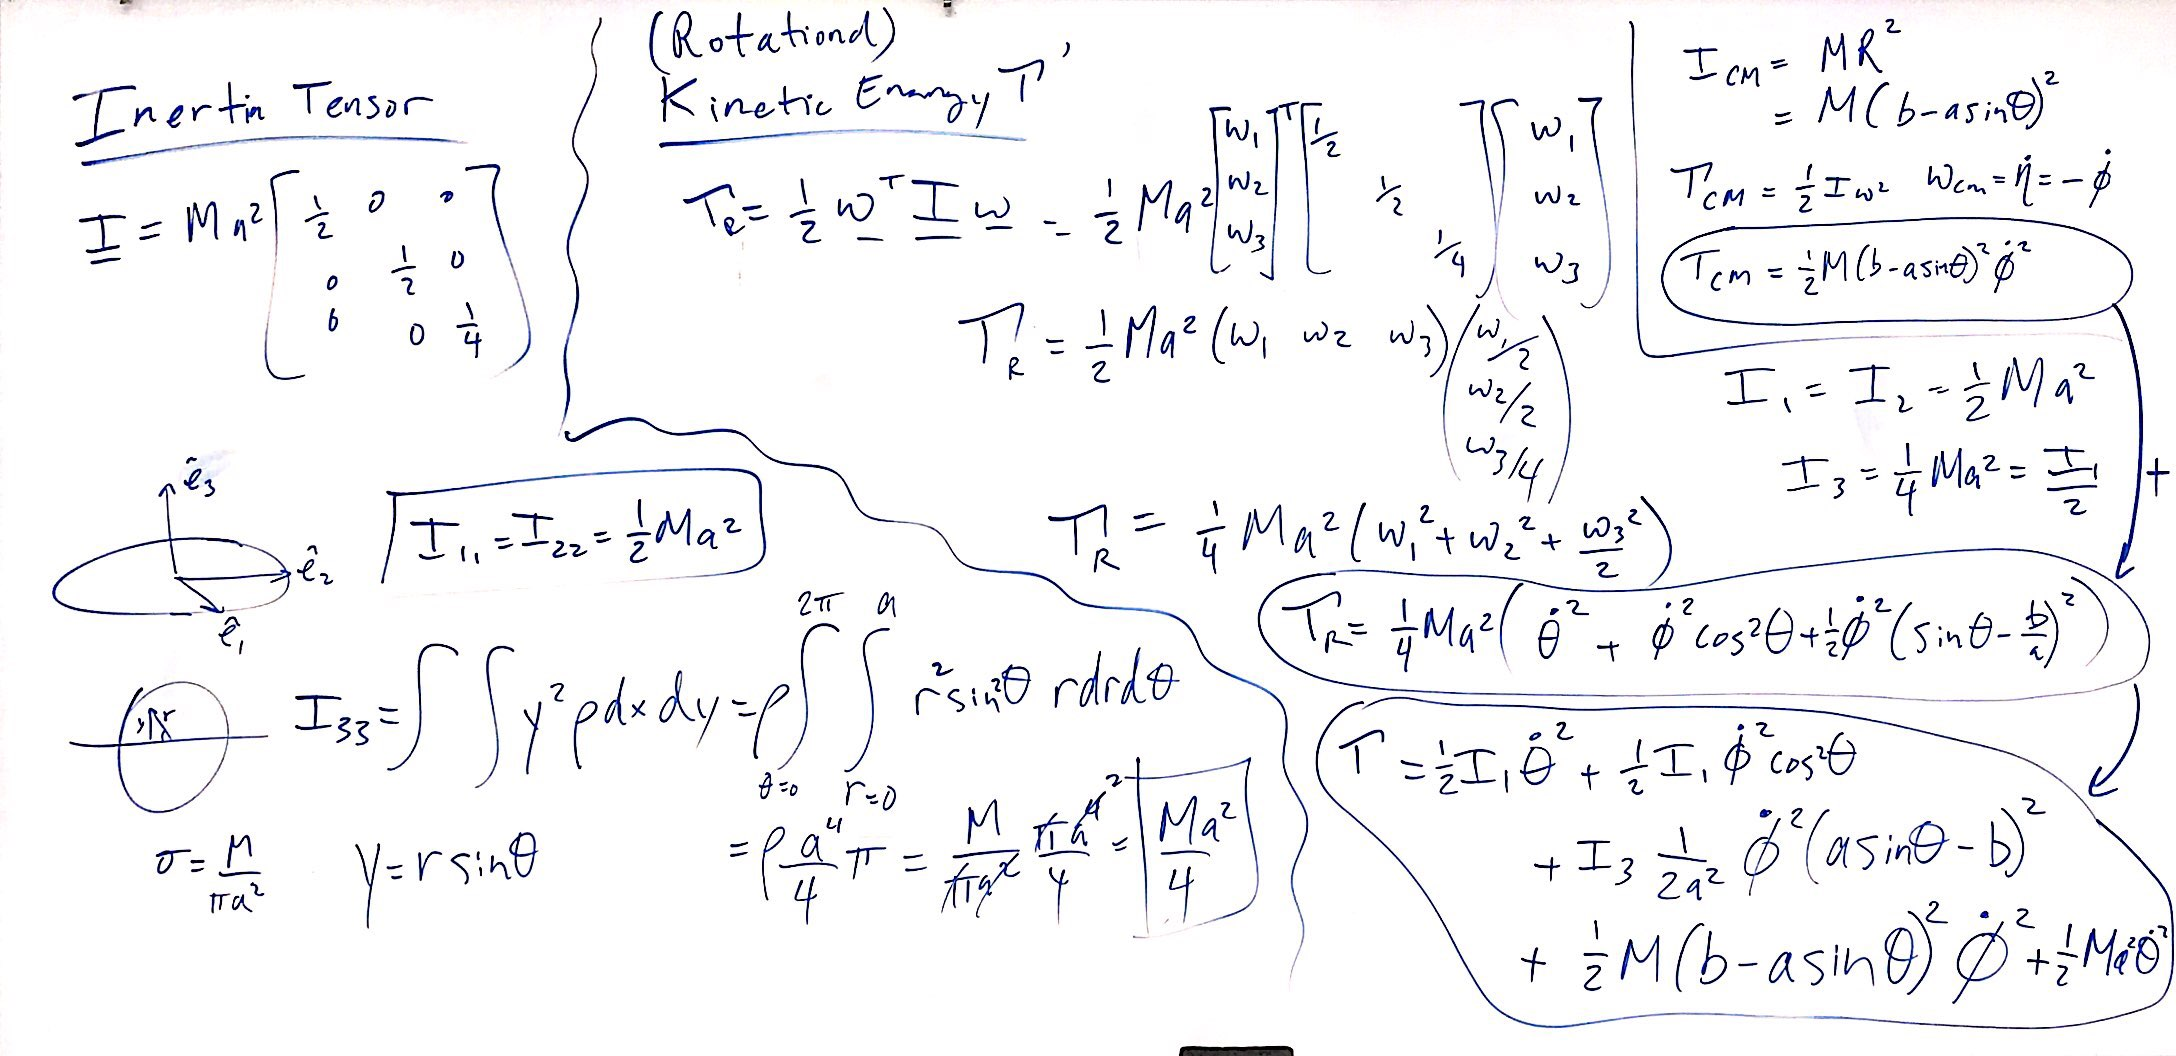 Inertia Tensor
I = Ma² [ 1/2 0 0
0 1/2 0
0 0 1/4 ]
ê₃
ê₂
ê₁
I₁₁ = I₂₂ = 1/2 Ma²
I₃₃ = ∫∫ y² ρ dx dy = ρ ∫_{θ=0}^{2π} ∫_{r=0}^{a} r² sin²θ r dr dθ
σ = M/πa² y = r sinθ
= ρ a⁴/4 π = M/πa² πa⁴/4 = Ma²/4
(Rotational)
Kinetic Energy T'
T_R = 1/2 ω^T I ω = 1/2 Ma² [ω₁ ω₂ ω₃]^T [1/2 1/2 1/4] [ω₁ ω₂ ω₃]
T_R = 1/2 Ma² (ω₁ ω₂ ω₃) (ω₁/2 ω₂/2 ω₃/4)
T_R = 1/4 Ma² (ω₁² + ω₂² + ω₃²/2)
T_R = 1/4 Ma² (θ̇² + φ̇² cos²θ + 1/2 φ̇² (sinθ - b/a)²)
I_CM = MR²
= M(b - a sinθ)²
T_CM = 1/2 I ω² ω_cm = η̇ = -φ̇
T_CM = 1/2 M(b - a sinθ)² φ̇²
I₁ = I₂ = 1/2 Ma²
I₃ = 1/4 Ma² = I₁/2 +
T = 1/2 I₁ θ̇² + 1/2 I₁ φ̇² cos²θ
+ I₃ 1/2a² φ̇² (a sinθ - b)²
+ 1/2 M(b - a sinθ)² φ̇² + 1/2 Ma²θ̇²